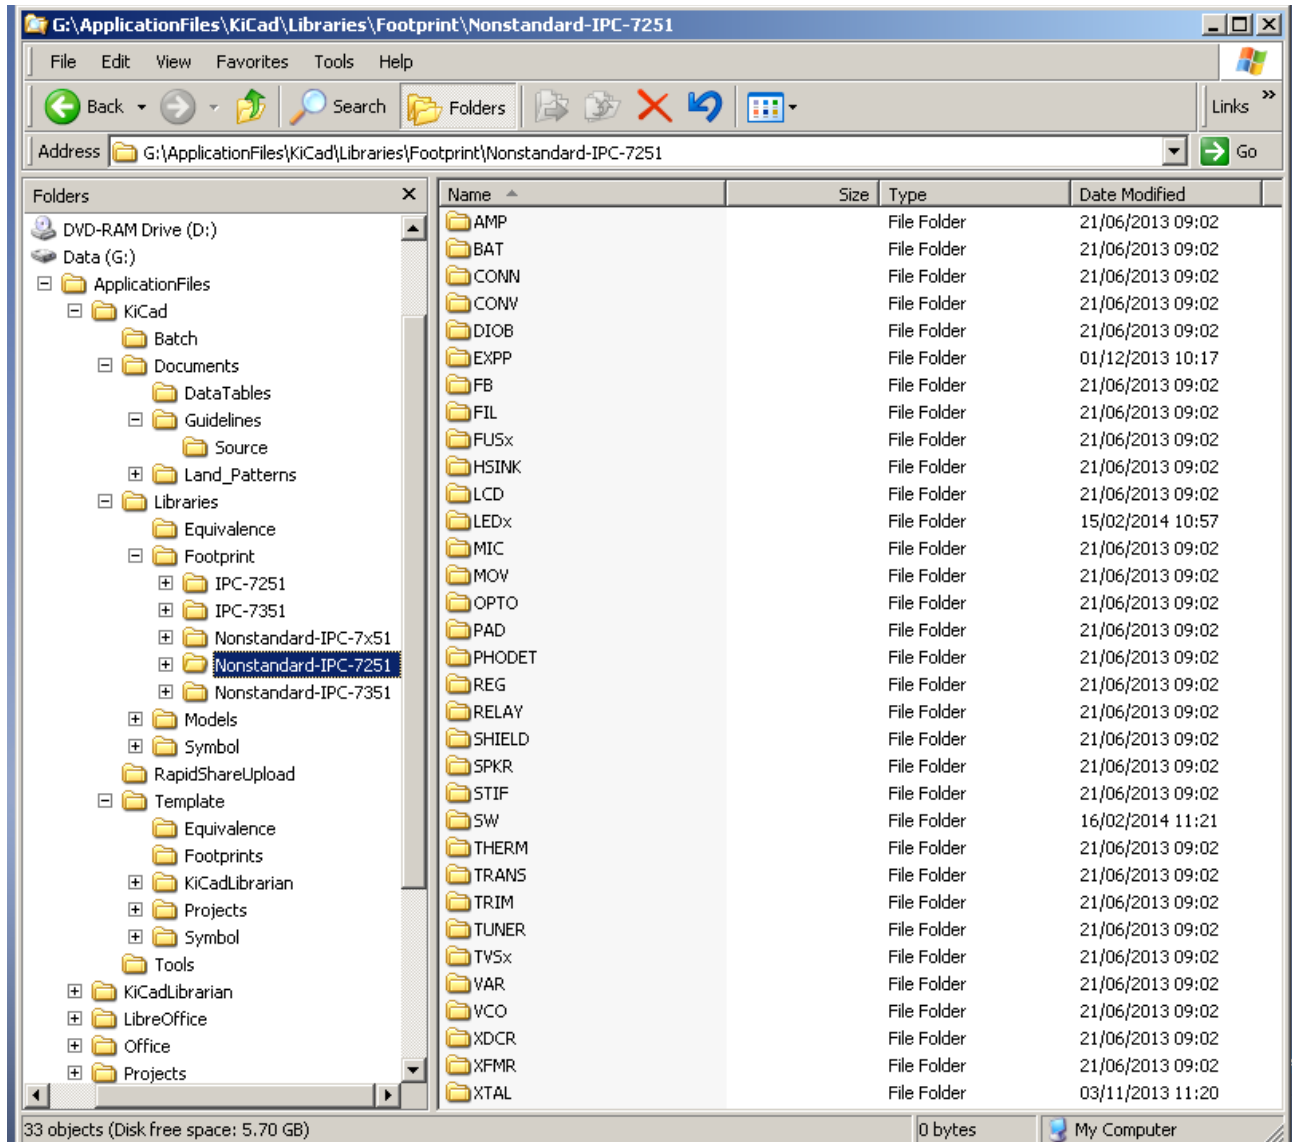 G:\ApplicationFiles\KiCad\Libraries\Footprint\Nonstandard-IPC-7251
File Edit View Favorites Tools Help
Back Search Folders Links »
Address G:\ApplicationFiles\KiCad\Libraries\Footprint\Nonstandard-IPC-7251 Go
Folders
DVD-RAM Drive (D:)
Data (G:)
ApplicationFiles
KiCad
Batch
Documents
DataTables
Guidelines
Source
Land_Patterns
Libraries
Equivalence
Footprint
IPC-7251
IPC-7351
Nonstandard-IPC-7x51
Nonstandard-IPC-7251
Nonstandard-IPC-7351
Models
Symbol
RapidShareUpload
Template
Equivalence
Footprints
KiCadLibrarian
Projects
Symbol
Tools
KiCadLibrarian
LibreOffice
Office
Projects
Name Size Type Date Modified
AMP File Folder 21/06/2013 09:02
BAT File Folder 21/06/2013 09:02
CONN File Folder 21/06/2013 09:02
CONV File Folder 21/06/2013 09:02
DIOB File Folder 21/06/2013 09:02
EXPP File Folder 01/12/2013 10:17
FB File Folder 21/06/2013 09:02
FIL File Folder 21/06/2013 09:02
FUSx File Folder 21/06/2013 09:02
HSINK File Folder 21/06/2013 09:02
LCD File Folder 21/06/2013 09:02
LEDx File Folder 15/02/2014 10:57
MIC File Folder 21/06/2013 09:02
MOV File Folder 21/06/2013 09:02
OPTO File Folder 21/06/2013 09:02
PAD File Folder 21/06/2013 09:02
PHODET File Folder 21/06/2013 09:02
REG File Folder 21/06/2013 09:02
RELAY File Folder 21/06/2013 09:02
SHIELD File Folder 21/06/2013 09:02
SPKR File Folder 21/06/2013 09:02
STIF File Folder 21/06/2013 09:02
SW File Folder 16/02/2014 11:21
THERM File Folder 21/06/2013 09:02
TRANS File Folder 21/06/2013 09:02
TRIM File Folder 21/06/2013 09:02
TUNER File Folder 21/06/2013 09:02
TVSx File Folder 21/06/2013 09:02
VAR File Folder 21/06/2013 09:02
VCO File Folder 21/06/2013 09:02
XDCR File Folder 21/06/2013 09:02
XFMR File Folder 21/06/2013 09:02
XTAL File Folder 03/11/2013 11:20
33 objects (Disk free space: 5.70 GB) 0 bytes My Computer